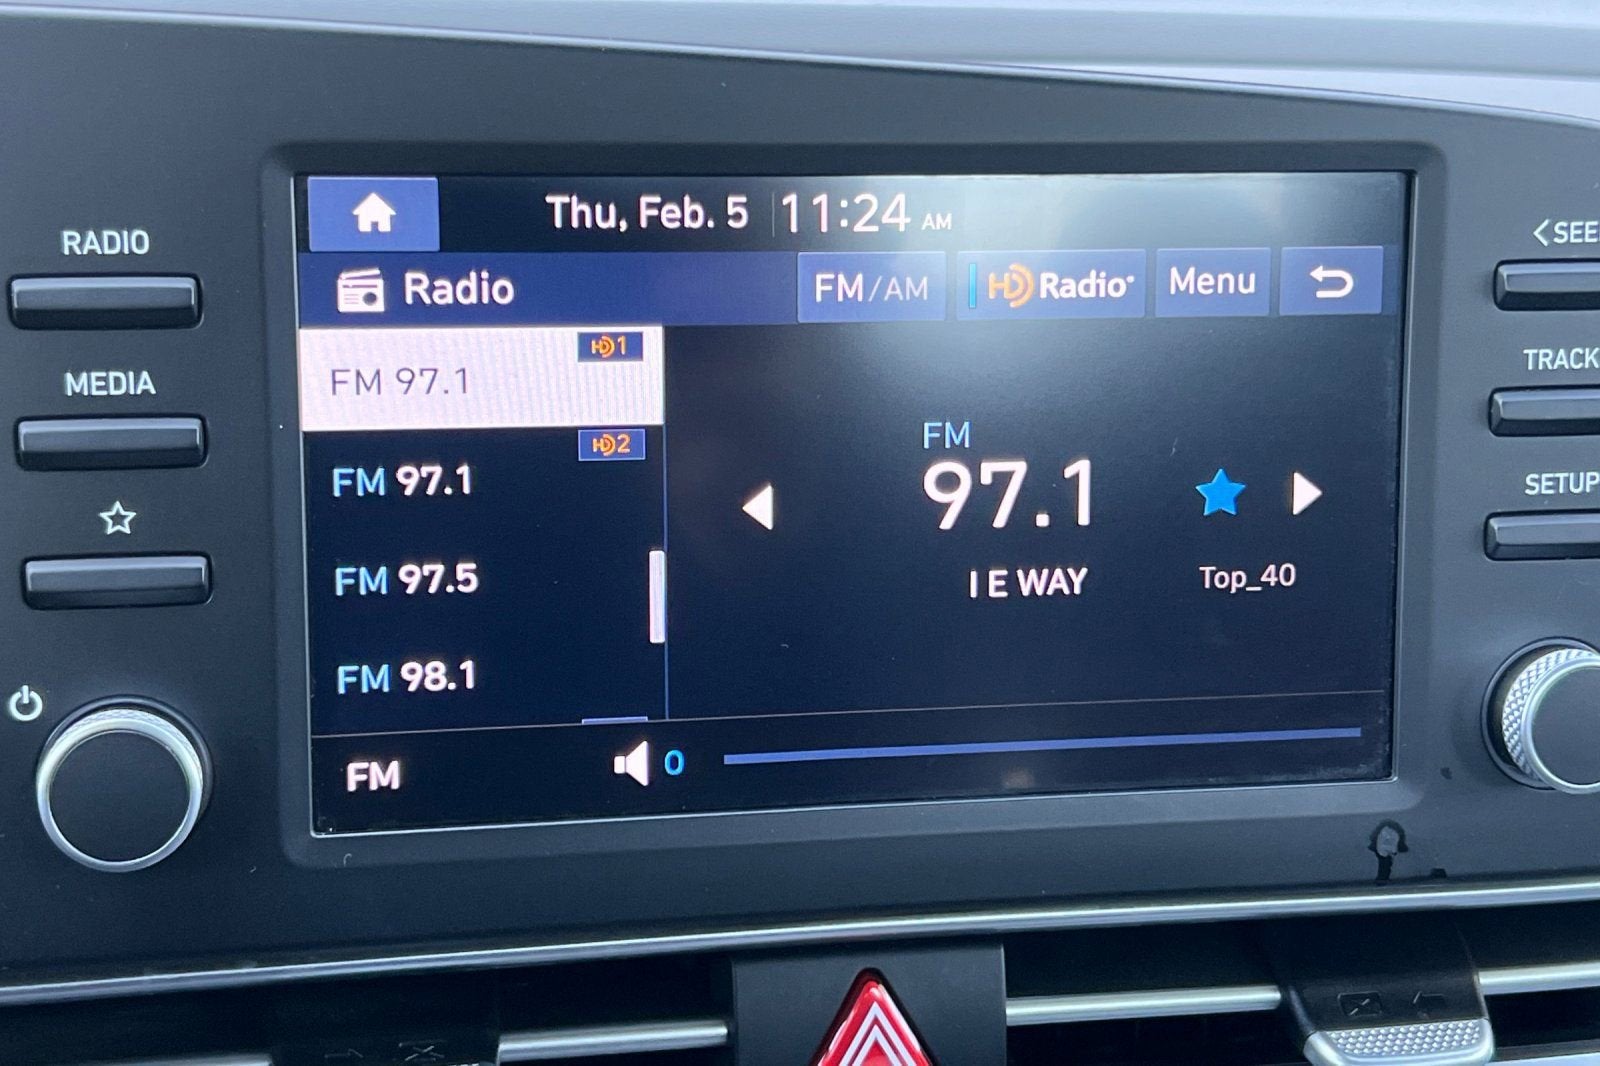 RADIO
MEDIA
Thu, Feb. 5 11:24 AM
Radio
FM/AM
HD Radio
Menu
HD1
FM 97.1
HD2
FM 97.1
FM 97.5
FM 98.1
FM
97.1
I E WAY
Top_40
FM
0
<SEE
TRACK
SETUP